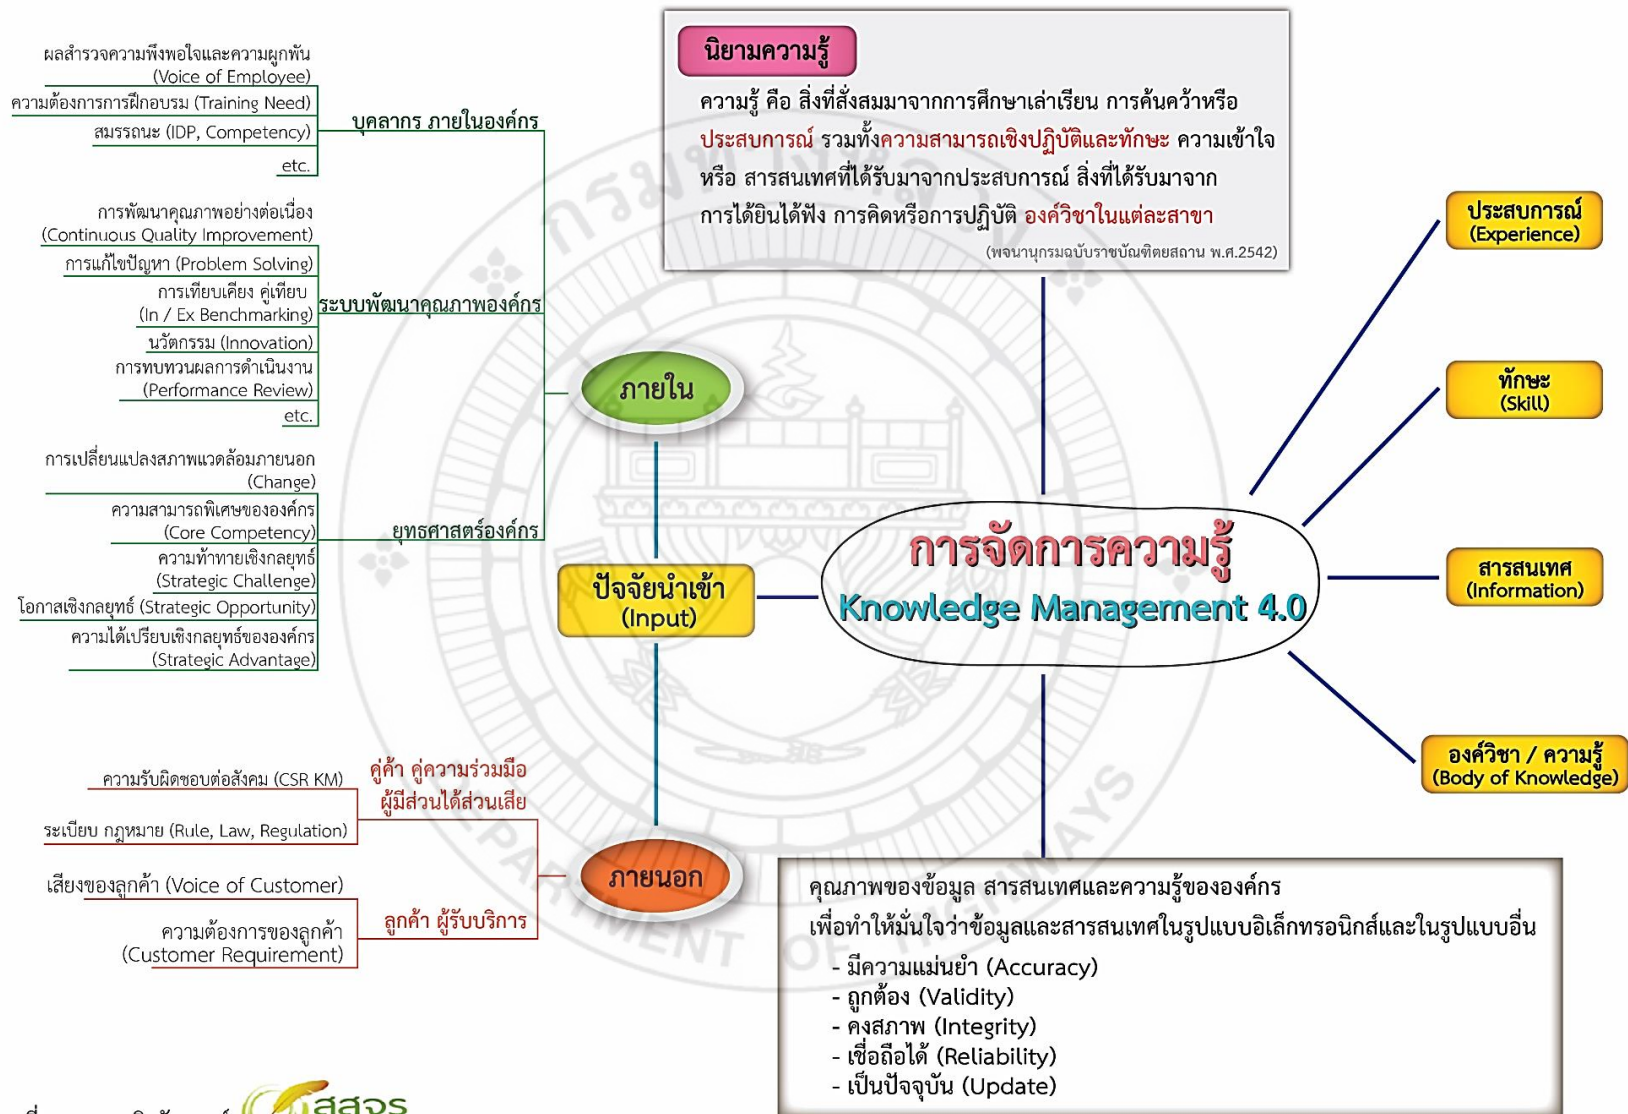 นิยามความรู้
ความรู้ คือ สิ่งที่สั่งสมมาจากการศึกษาเล่าเรียน การค้นคว้าหรือ
ประสบการณ์ รวมทั้งความสามารถเชิงปฏิบัติและทักษะ ความเข้าใจ
หรือ สารสนเทศที่ได้รับมาจากประสบการณ์ สิ่งที่ได้รับมาจาก
การได้ยินได้ฟัง การคิดหรือการปฏิบัติ องค์วิชาในแต่ละสาขา
(พจนานุกรมฉบับราชบัณฑิตยสถาน พ.ศ.2542)
ผลสำรวจความพึงพอใจและความผูกพัน
(Voice of Employee)
ความต้องการการฝึกอบรม (Training Need)
สมรรถนะ (IDP, Competency)
etc.
บุคลากร ภายในองค์กร
การพัฒนาคุณภาพอย่างต่อเนื่อง
(Continuous Quality Improvement)
การแก้ไขปัญหา (Problem Solving)
การเทียบเคียง คู่เทียบ
(In / Ex Benchmarking)
นวัตกรรม (Innovation)
การทบทวนผลการดำเนินงาน
(Performance Review)
etc.
ระบบพัฒนาคุณภาพองค์กร
การเปลี่ยนแปลงสภาพแวดล้อมภายนอก
(Change)
ความสามารถพิเศษขององค์กร
(Core Competency)
ความท้าทายเชิงกลยุทธ์
(Strategic Challenge)
โอกาสเชิงกลยุทธ์ (Strategic Opportunity)
ความได้เปรียบเชิงกลยุทธ์ขององค์กร
(Strategic Advantage)
ยุทธศาสตร์องค์กร
ภายใน
ปัจจัยนำเข้า
(Input)
การจัดการความรู้
Knowledge Management 4.0
ประสบการณ์
(Experience)
ทักษะ
(Skill)
สารสนเทศ
(Information)
องค์วิชา / ความรู้
(Body of Knowledge)
ความรับผิดชอบต่อสังคม (CSR KM)
ระเบียบ กฎหมาย (Rule, Law, Regulation)
คู่ค้า คู่ความร่วมมือ
ผู้มีส่วนได้ส่วนเสีย
เสียงของลูกค้า (Voice of Customer)
ความต้องการของลูกค้า
(Customer Requirement)
ลูกค้า ผู้รับบริการ
ภายนอก
คุณภาพของข้อมูล สารสนเทศและความรู้ขององค์กร
เพื่อทำให้มั่นใจว่าข้อมูลและสารสนเทศในรูปแบบอิเล็กทรอนิกส์และในรูปแบบอื่น
- มีความแม่นยำ (Accuracy)
- ถูกต้อง (Validity)
- คงสภาพ (Integrity)
- เชื่อถือได้ (Reliability)
- เป็นปัจจุบัน (Update)
กรมทางหลวง
DEPARTMENT OF HIGHWAYS